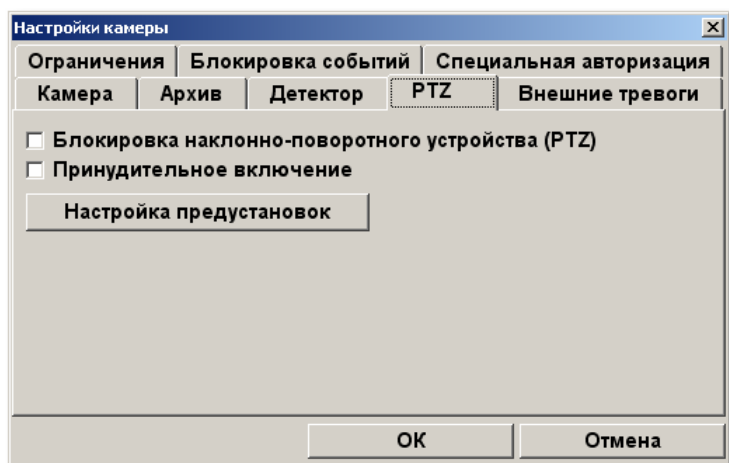 Настройки камеры
Ограничения Блокировка событий Специальная авторизация
Камера Архив Детектор PTZ Внешние тревоги
Блокировка наклонно-поворотного устройства (PTZ)
Принудительное включение
Настройка предустановок
ОК Отмена